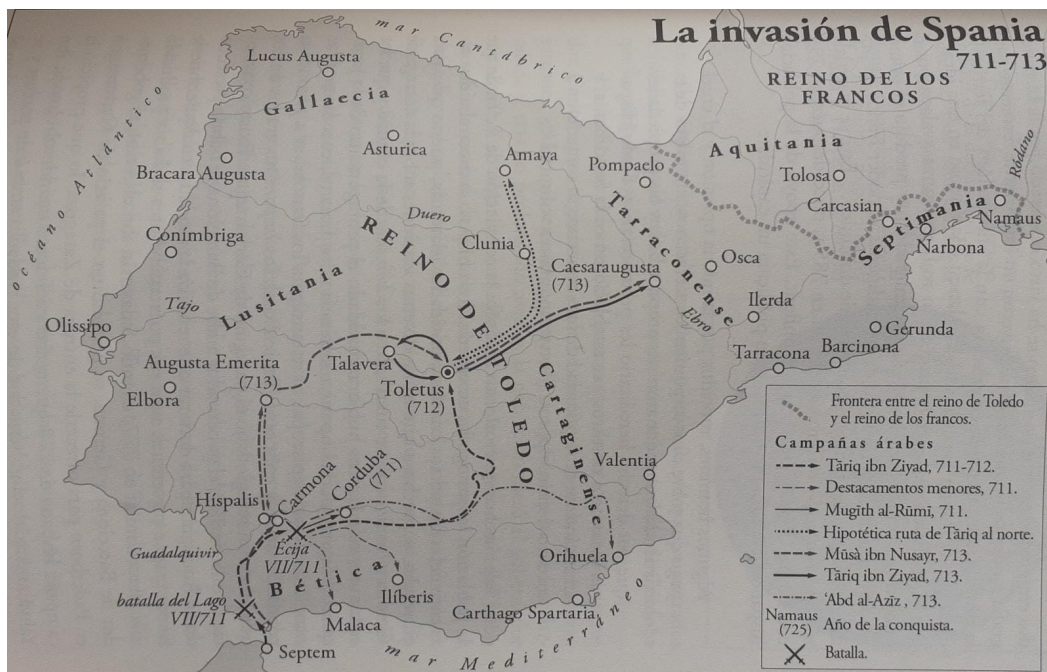 La invasión de Spania
711-713
mar Cantábrico
océano Atlántico
REINO DE LOS
FRANCOS
Lucus Augusta
Gallaecia
Asturica
Amaya
Pompaelo
Aquitania
Tolosa
Ródano
Bracara Augusta
Carcasian
Septimania
Namaus
Narbona
Duero
Tarraconense
Conímbriga
Clunia
REINO DE TOLEDO
Caesaraugusta
(713)
Osca
Lusitania
Tajo
Ebro
Ilerda
Gerunda
Olissipo
Talavera
Tarracona
Barcinona
Augusta Emerita
(713)
Toletus
(712)
Elbora
Cartaginense
Valentia
Híspalis
Carmona
Corduba
(711)
Guadalquivir
Écija
VII/711
Bética
Orihuela
batalla del Lago
VII/711
Ilíberis
Carthago Spartaria
Malaca
Septem
mar Mediterráneo
Frontera entre el reino de Toledo
y el reino de los francos.
Campañas árabes
Tāriq ibn Ziyad, 711-712.
Destacamentos menores, 711.
Mugīth al-Rūmī, 711.
Hipotética ruta de Tāriq al norte.
Mūsà ibn Nusayr, 713.
Tāriq ibn Ziyad, 713.
‘Abd al-Azīz , 713.
Namaus
(725) Año de la conquista.
Batalla.